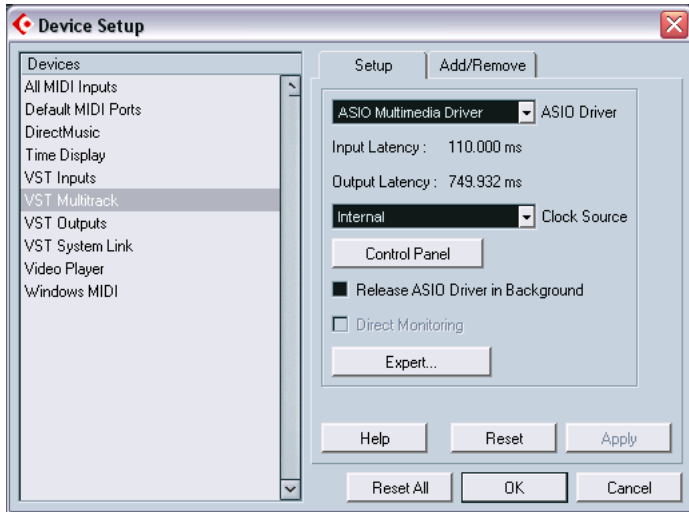 Device Setup
Devices
All MIDI Inputs
Default MIDI Ports
DirectMusic
Time Display
VST Inputs
VST Multitrack
VST Outputs
VST System Link
Video Player
Windows MIDI
Setup
Add/Remove
ASIO Multimedia Driver ASIO Driver
Input Latency : 110.000 ms
Output Latency : 749.932 ms
Internal Clock Source
Control Panel
Release ASIO Driver in Background
Direct Monitoring
Expert...
Help Reset Apply
Reset All OK Cancel